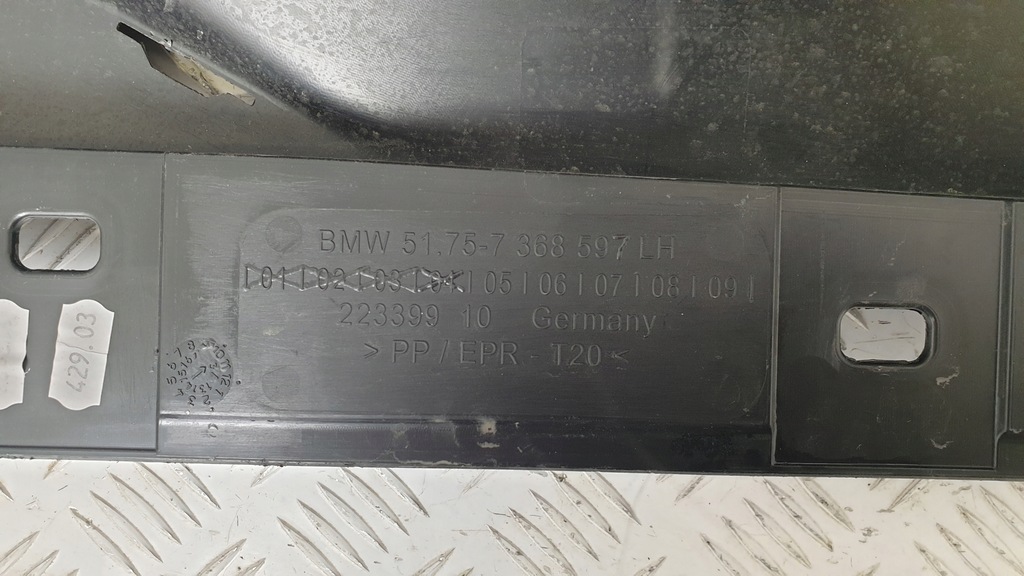 BMW 51.75-7 368 597 LH
|01|02|03|04|05|06|07|08|09|
223399 10 Germany
> PP / EPR - T20 <
429/03